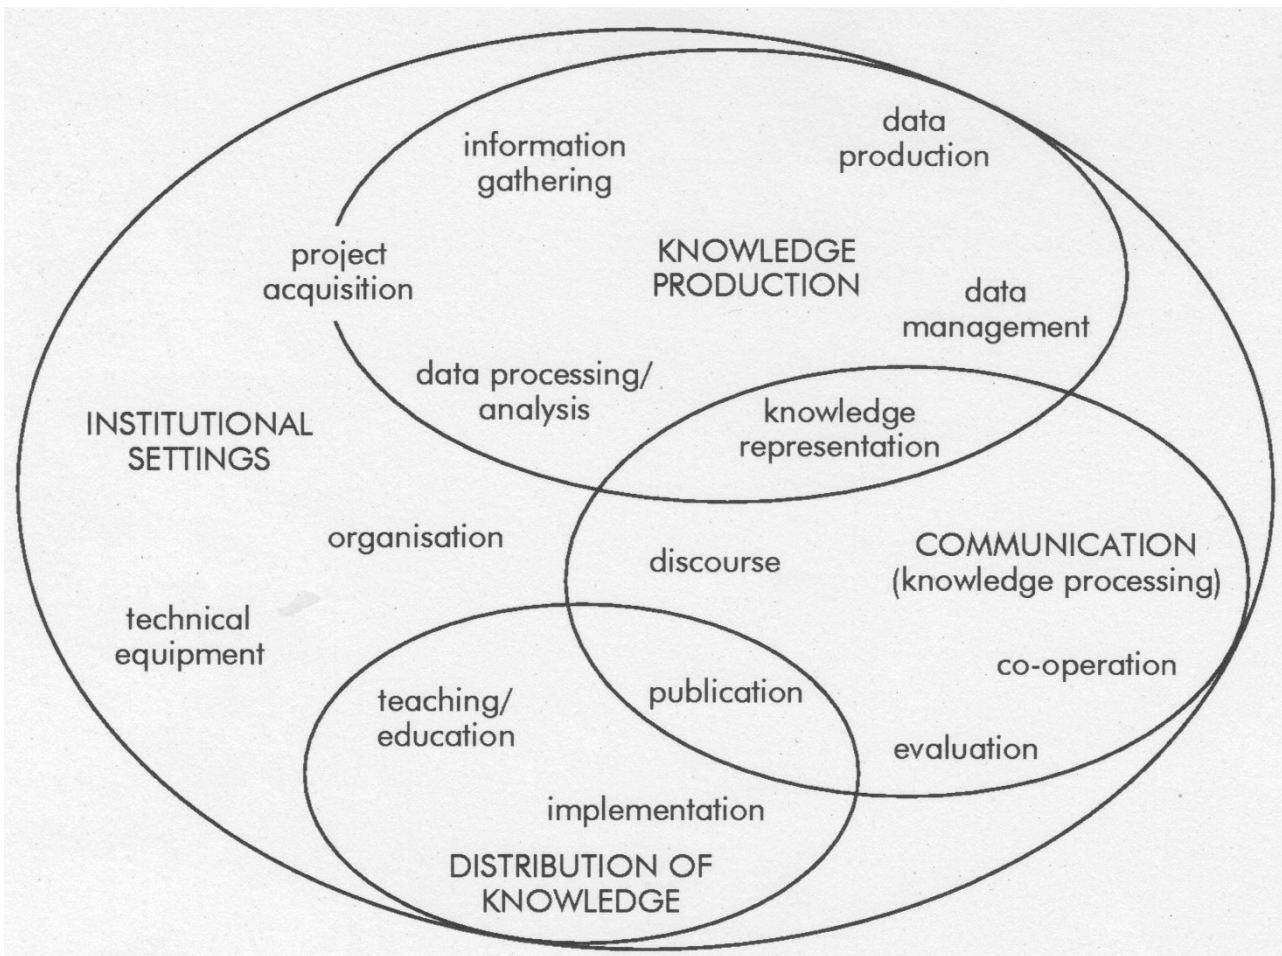 data
production
information
gathering
KNOWLEDGE
PRODUCTION
project
acquisition
data
management
data processing/
analysis
knowledge
representation
INSTITUTIONAL
SETTINGS
organisation
discourse
COMMUNICATION
(knowledge processing)
technical
equipment
co-operation
teaching/
education
publication
evaluation
implementation
DISTRIBUTION OF
KNOWLEDGE